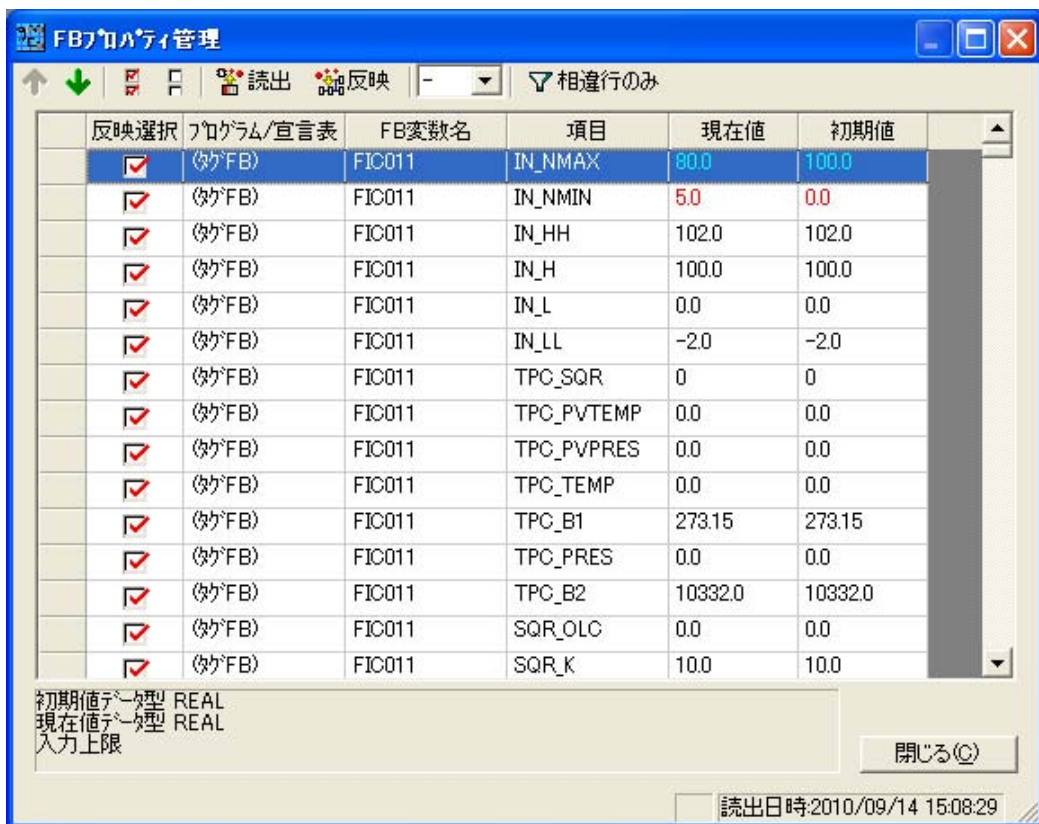 FBﾌﾟﾛﾊﾟﾃｨ管理
読出 反映 - 相違行のみ
反映選択 ﾌﾟﾛｸﾞﾗﾑ/宣言表 FB変数名 項目 現在値 初期値
(ﾀｸﾞFB) FIC011 IN_NMAX 80.0 100.0
(ﾀｸﾞFB) FIC011 IN_NMIN 5.0 0.0
(ﾀｸﾞFB) FIC011 IN_HH 102.0 102.0
(ﾀｸﾞFB) FIC011 IN_H 100.0 100.0
(ﾀｸﾞFB) FIC011 IN_L 0.0 0.0
(ﾀｸﾞFB) FIC011 IN_LL -2.0 -2.0
(ﾀｸﾞFB) FIC011 TPC_SQR 0 0
(ﾀｸﾞFB) FIC011 TPC_PVTEMP 0.0 0.0
(ﾀｸﾞFB) FIC011 TPC_PVPRES 0.0 0.0
(ﾀｸﾞFB) FIC011 TPC_TEMP 0.0 0.0
(ﾀｸﾞFB) FIC011 TPC_B1 273.15 273.15
(ﾀｸﾞFB) FIC011 TPC_PRES 0.0 0.0
(ﾀｸﾞFB) FIC011 TPC_B2 10332.0 10332.0
(ﾀｸﾞFB) FIC011 SQR_OLC 0.0 0.0
(ﾀｸﾞFB) FIC011 SQR_K 10.0 10.0
初期値ﾃﾞｰﾀ型 REAL
現在値ﾃﾞｰﾀ型 REAL
入力上限
閉じる(C)
読出日時:2010/09/14 15:08:29